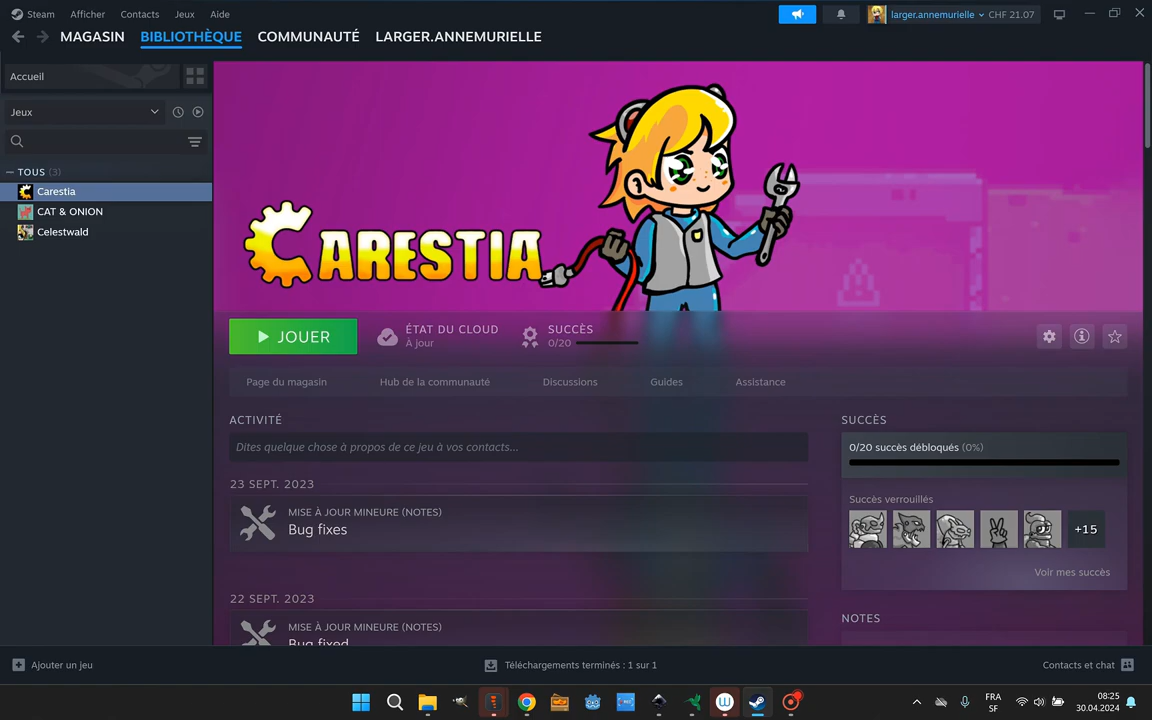 Steam Afficher Contacts Jeux Aide
larger.annemurielle CHF 21.07
MAGASIN BIBLIOTHÈQUE COMMUNAUTÉ LARGER.ANNEMURIELLE
Accueil
Jeux
TOUS (3)
Carestia
CAT & ONION
Celestwald
CARESTIA
JOUER
ÉTAT DU CLOUD
À jour
SUCCÈS
0/20
Page du magasin Hub de la communauté Discussions Guides Assistance
ACTIVITÉ
Dites quelque chose à propos de ce jeu à vos contacts...
23 SEPT. 2023
MISE À JOUR MINEURE (NOTES)
Bug fixes
22 SEPT. 2023
MISE À JOUR MINEURE (NOTES)
Bug fixed
SUCCÈS
0/20 succès débloqués (0%)
Succès verrouillés
+15
Voir mes succès
NOTES
Ajouter un jeu
Téléchargements terminés : 1 sur 1
Contacts et chat
FRA
SF
08:25
30.04.2024